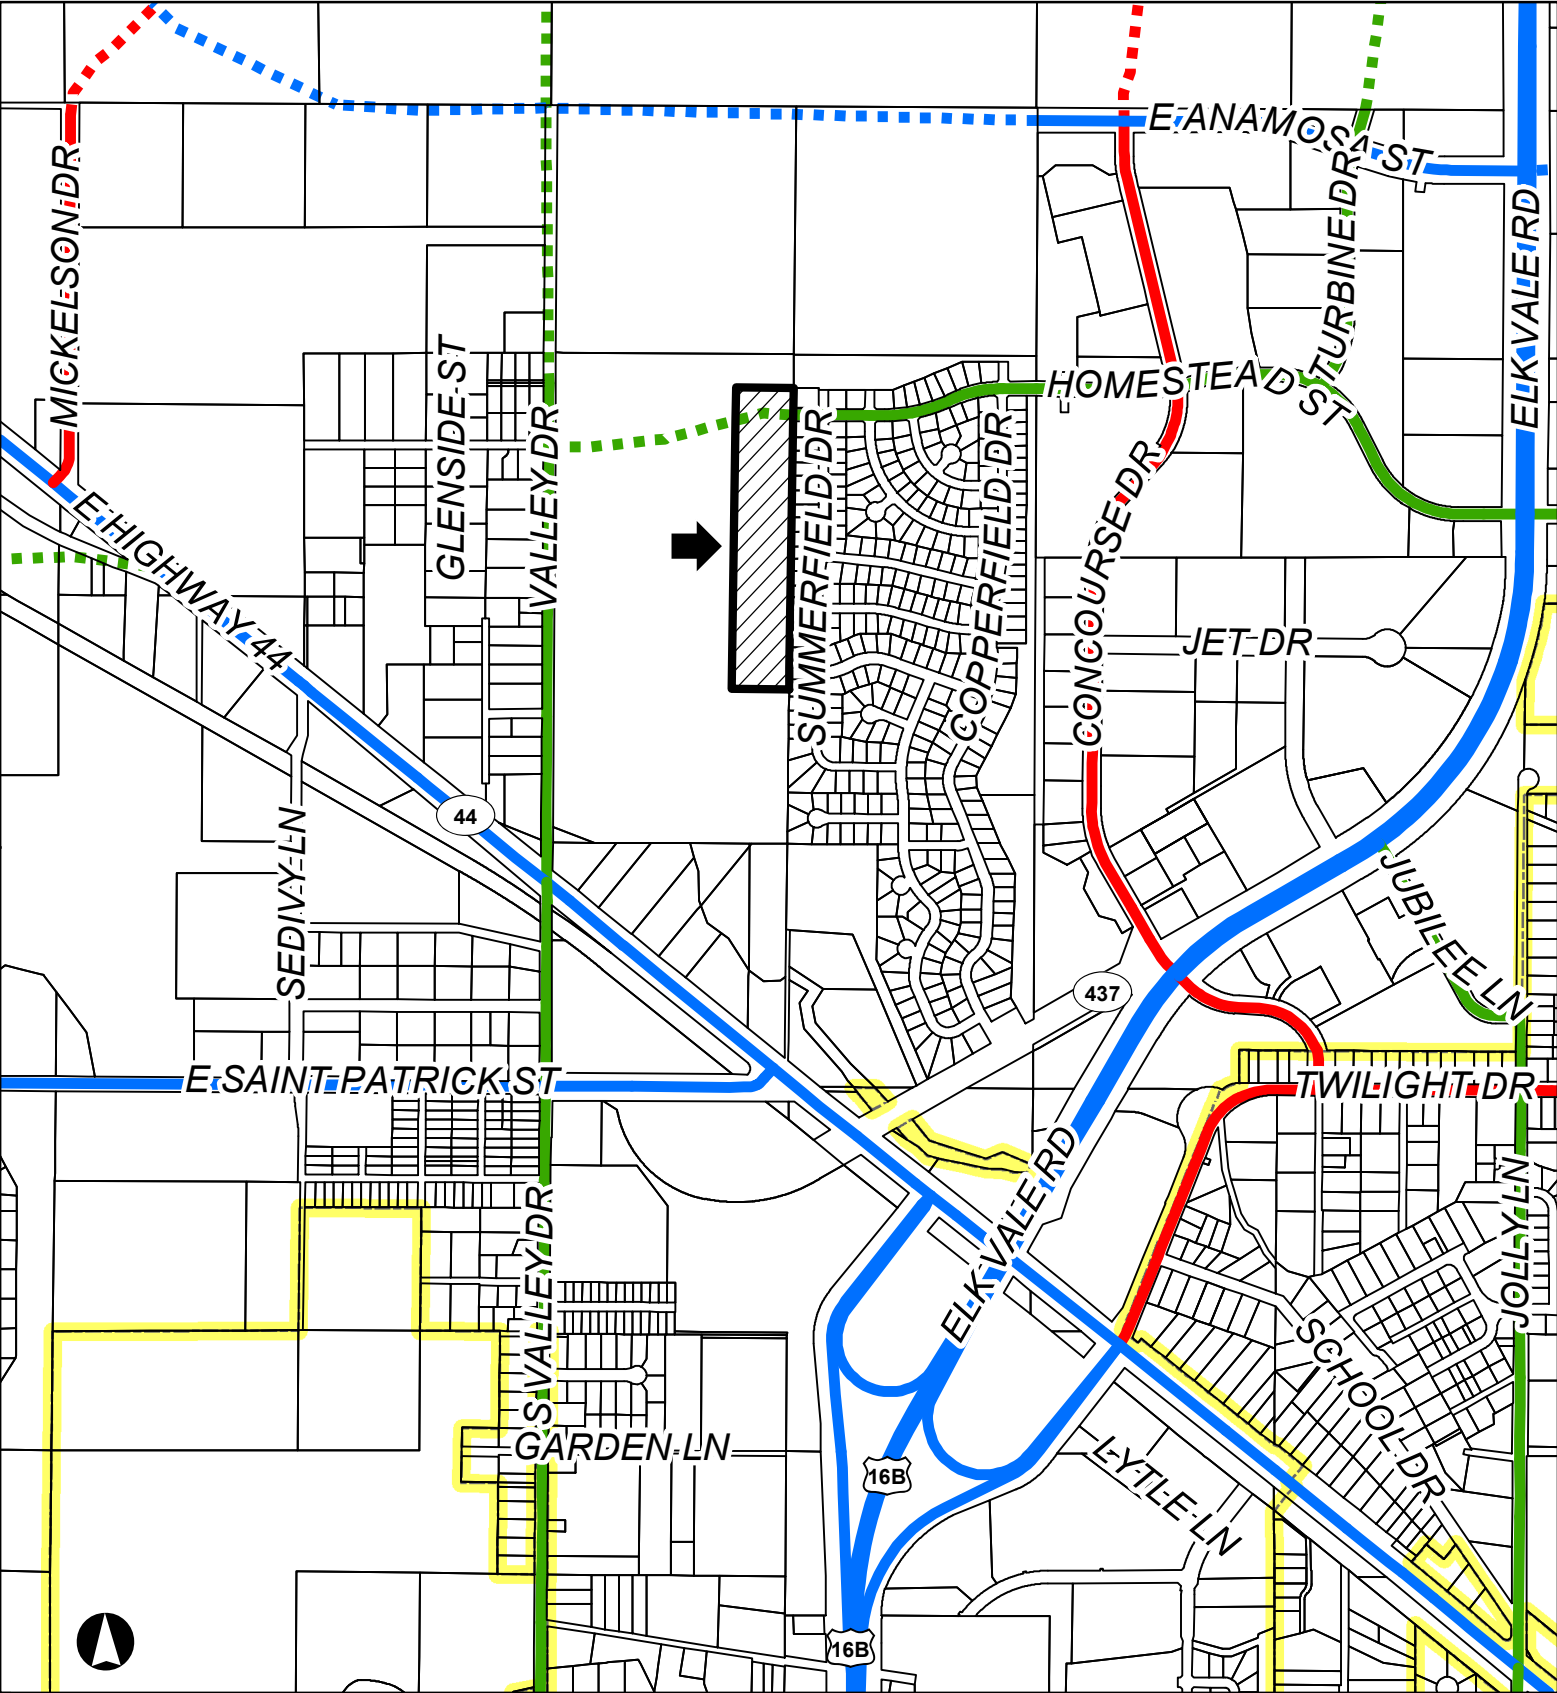 E ANAMOSA ST
MICKELSON DR
TURBINE DR
ELK VALE RD
GLENSIDE ST
HOMESTEAD ST
VALLEY DR
SUMMERFIELD DR
COPPERFIELD DR
CONCOURSE DR
E HIGHWAY 44
JET DR
44
SEDIVY LN
JUBILEE LN
437
E SAINT PATRICK ST
TWILIGHT DR
ELK VALE RD
JOLLY LN
S VALLEY DR
SCHOOL DR
GARDEN LN
LYTLE LN
16B
16B